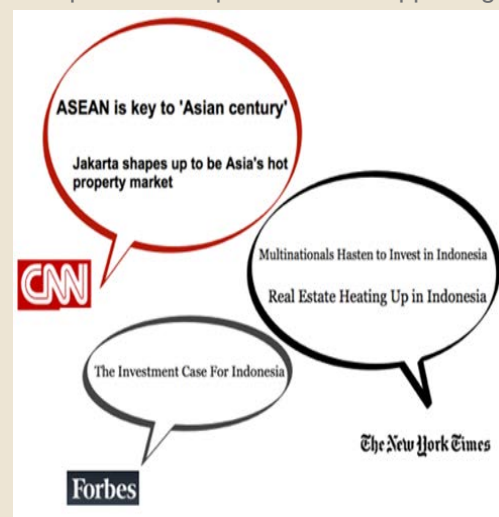 ASEAN is key to 'Asian century'
Jakarta shapes up to be Asia's hot
property market
CNN
Multinationals Hasten to Invest in Indonesia
Real Estate Heating Up in Indonesia
The New York Times
The Investment Case For Indonesia
Forbes